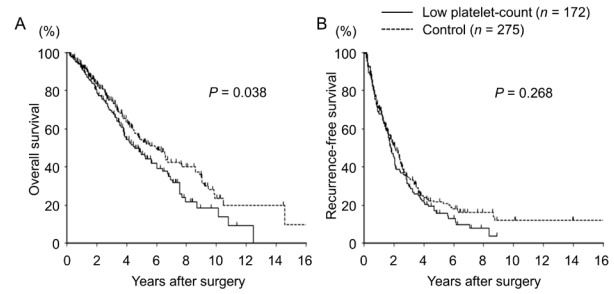 Low platelet-count (n = 172)
Control (n = 275)
A
(%)
100
80
60
40
20
0
Overall survival
P = 0.038
0 2 4 6 8 10 12 14 16
Years after surgery
B
(%)
100
80
60
40
20
0
Recurrence-free survival
P = 0.268
0 2 4 6 8 10 12 14 16
Years after surgery